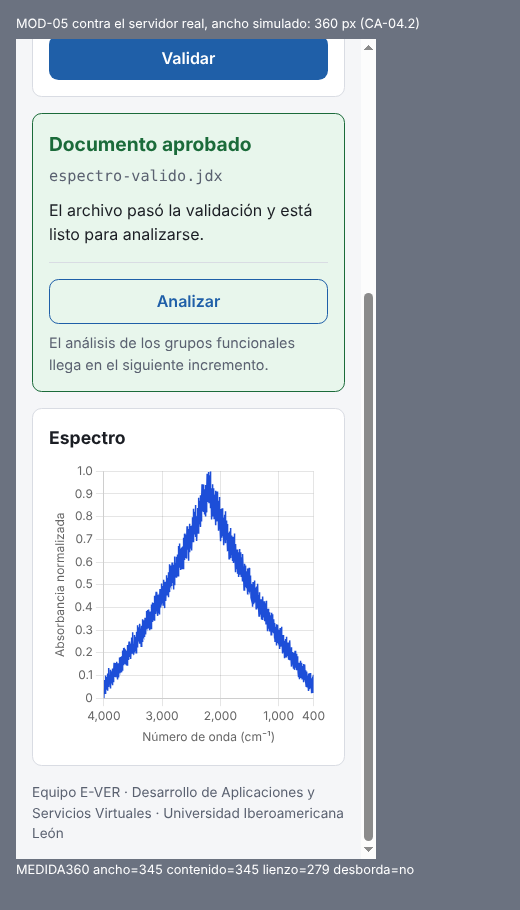 MOD-05 contra el servidor real, ancho simulado: 360 px (CA-04.2)
Validar
Documento aprobado
espectro-valido.jdx
El archivo pasó la validación y está
listo para analizarse.
Analizar
El análisis de los grupos funcionales
llega en el siguiente incremento.
Espectro
Absorbancia normalizada
1.0
0.9
0.8
0.7
0.6
0.5
0.4
0.3
0.2
0.1
0
4,000 3,000 2,000 1,000 400
Número de onda (cm⁻¹)
Equipo E-VER · Desarrollo de Aplicaciones y
Servicios Virtuales · Universidad Iberoamericana
León
MEDIDA360 ancho=345 contenido=345 lienzo=279 desborda=no